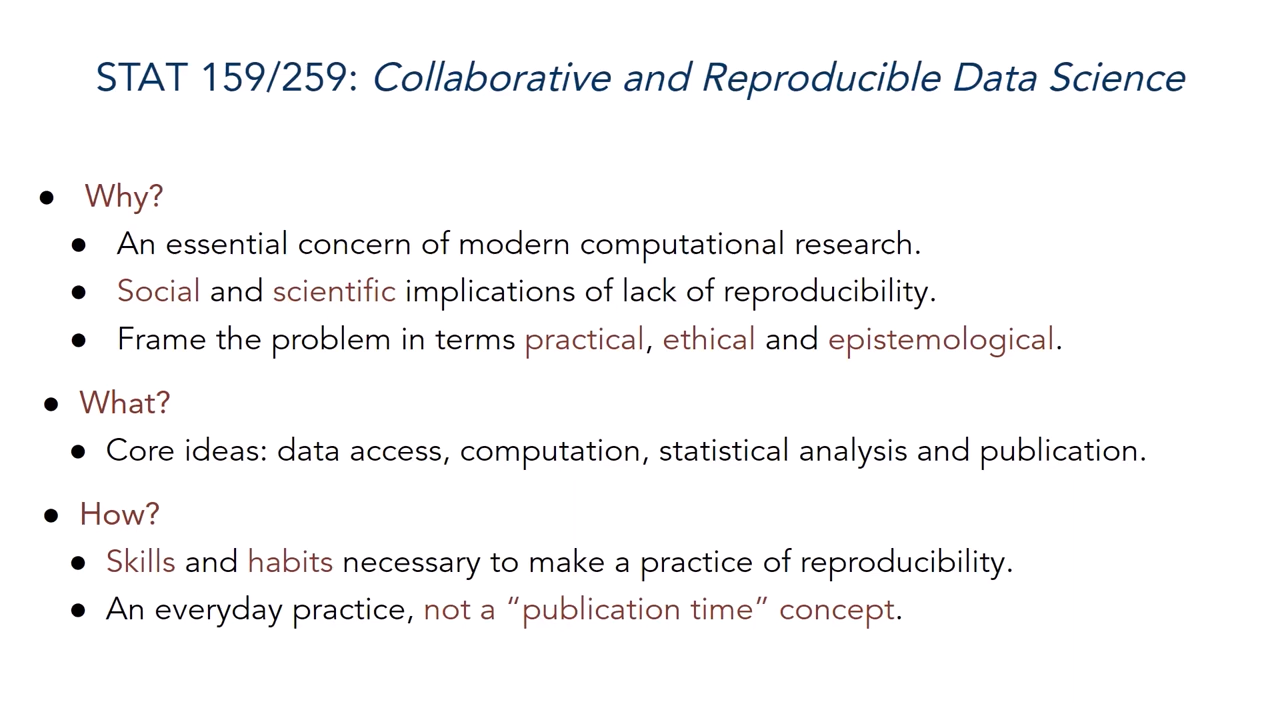 STAT 159/259: Collaborative and Reproducible Data Science
● Why?
● An essential concern of modern computational research.
● Social and scientific implications of lack of reproducibility.
● Frame the problem in terms practical, ethical and epistemological.
● What?
● Core ideas: data access, computation, statistical analysis and publication.
● How?
● Skills and habits necessary to make a practice of reproducibility.
● An everyday practice, not a “publication time” concept.